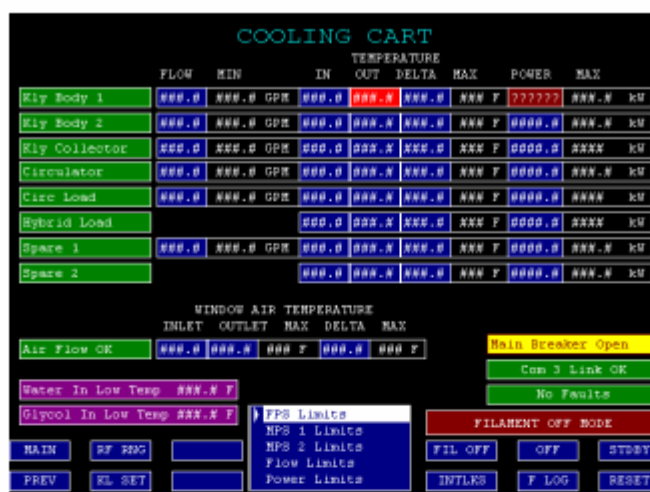 COOLING CART
TEMPERATURE
FLOW MIN IN OUT DELTA MAX POWER MAX
Kly Body 1 ###.# ###.# GPM ###.# ###.# ###.# ### F ?????? ###.# kW
Kly Body 2 ###.# ###.# GPM ###.# ###.# ###.# ### F ####.# ###.# kW
Kly Collector ###.# ###.# GPM ###.# ###.# ###.# ### F ####.# #### kW
Circulator ###.# ###.# GPM ###.# ###.# ###.# ### F ####.# ###.# kW
Circ Load ###.# ###.# GPM ###.# ###.# ###.# ### F ####.# #### kW
Hybrid Load ###.# ###.# ###.# ### F ####.# #### kW
Spare 1 ###.# ###.# GPM ###.# ###.# ###.# ### F ####.# ###.# kW
Spare 2 ###.# ###.# ###.# ### F ####.# ###.# kW
WINDOW AIR TEMPERATURE
INLET OUTLET MAX DELTA MAX
Air Flow OK ###.# ###.# ### F ###.# ### F
Main Breaker Open
Com 3 Link OK
No Faults
Water In Low Temp ###.# F
Glycol In Low Temp ###.# F
FPS Limits
MPS 1 Limits
MPS 2 Limits
Flow Limits
Power Limits
FILAMENT OFF MODE
MAIN RF RNG FIL OFF OFF STDBY
PREV KL SET INTLKS F LOG RESET